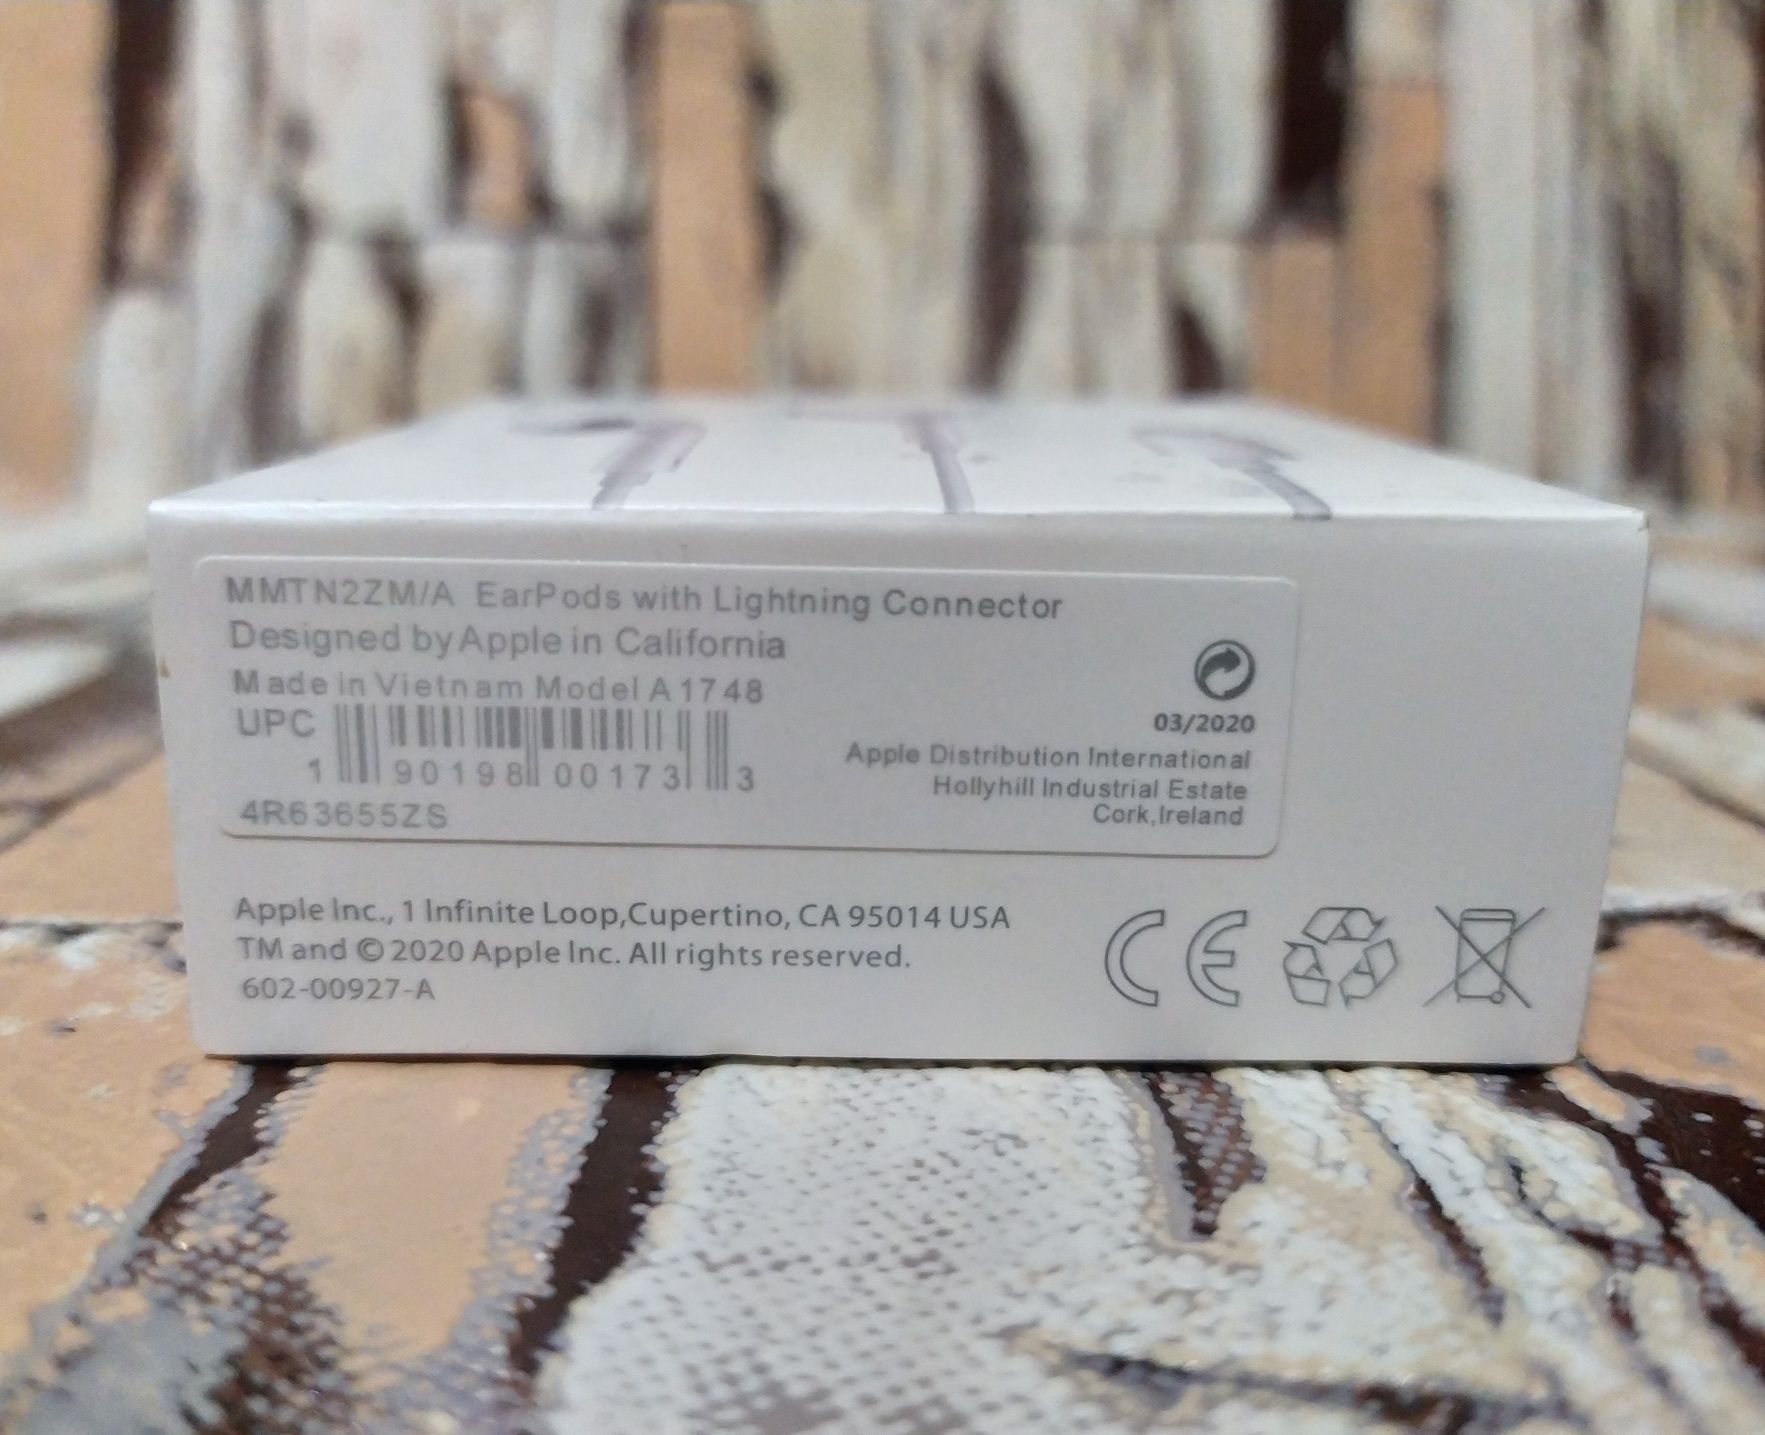 MMTN2ZM/A EarPods with Lightning Connector
Designed by Apple in California
Made in Vietnam Model A1748
UPC
1 90198 00173 3
4R63655ZS
03/2020
Apple Distribution International
Hollyhill Industrial Estate
Cork,Ireland
Apple Inc., 1 Infinite Loop,Cupertino, CA 95014 USA
TM and © 2020 Apple Inc. All rights reserved.
602-00927-A
CE